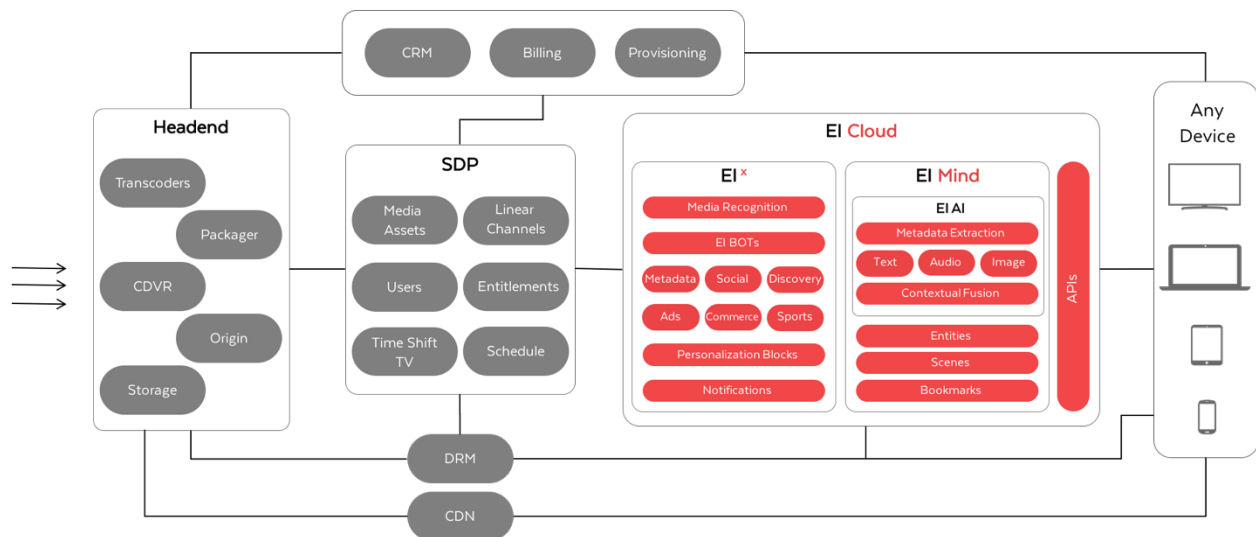 CRM
Billing
Provisioning
Headend
Transcoders
Packager
CDVR
Origin
Storage
SDP
Media
Assets
Linear
Channels
Users
Entitlements
Time Shift
TV
Schedule
EI Cloud
EI X
Media Recognition
EI BOTs
Metadata
Social
Discovery
Ads
Commerce
Sports
Personalization Blocks
Notifications
EI Mind
EI AI
Metadata Extraction
Text
Audio
Image
Contextual Fusion
Entities
Scenes
Bookmarks
APIs
Any
Device
DRM
CDN